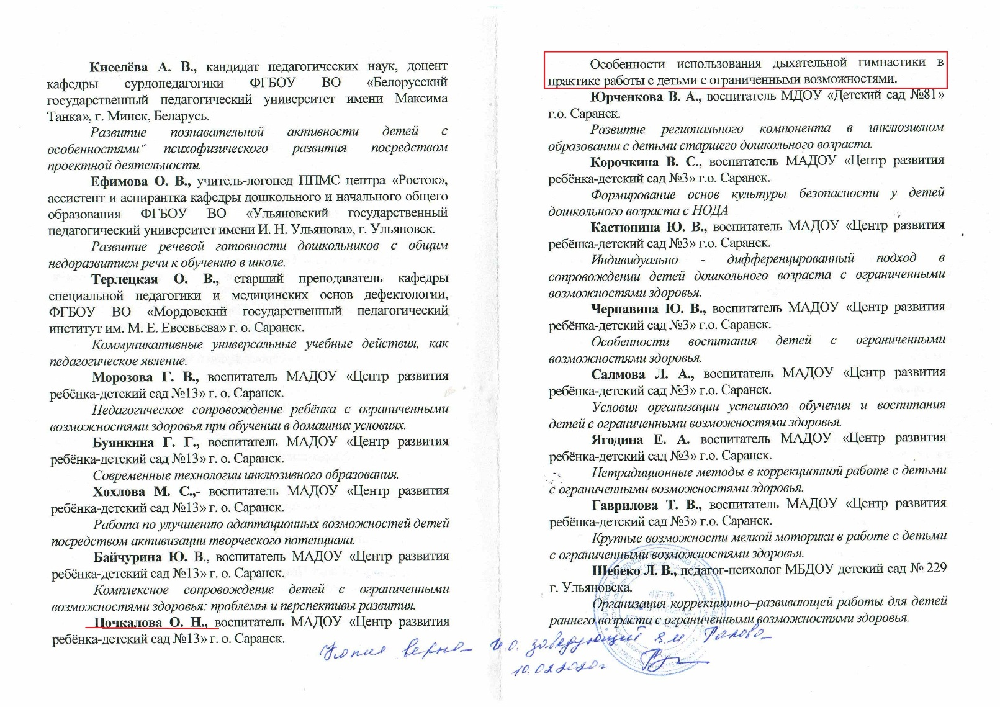 Киселёва А. В., кандидат педагогических наук, доцент
кафедры сурдопедагогики ФГБОУ ВО «Белорусский
государственный педагогический университет имени Максима
Танка», г. Минск, Беларусь.
Развитие познавательной активности детей с
особенностями психофизического развития посредством
проектной деятельности.
Ефимова О. В., учитель-логопед ППМС центра «Росток»,
ассистент и аспирантка кафедры дошкольного и начального общего
образования ФГБОУ ВО «Ульяновский государственный
педагогический университет имени И. Н. Ульянова», г. Ульяновск.
Развитие речевой готовности дошкольников с общим
недоразвитием речи к обучению в школе.
Терлецкая О. В., старший преподаватель кафедры
специальной педагогики и медицинских основ дефектологии,
ФГБОУ ВО «Мордовский государственный педагогический
институт им. М. Е. Евсевьева» г. о. Саранск.
Коммуникативные универсальные учебные действия, как
педагогическое явление.
Морозова Г. В., воспитатель МАДОУ «Центр развития
ребёнка-детский сад №13» г. о. Саранск.
Педагогическое сопровождение ребёнка с ограниченными
возможностями здоровья при обучении в домашних условиях.
Буянкина Г. Г., воспитатель МАДОУ «Центр развития
ребёнка-детский сад №13» г. о. Саранск.
Современные технологии инклюзивного образования.
Хохлова М. С.,- воспитатель МАДОУ «Центр развития
ребёнка-детский сад №13» г. о. Саранск.
Работа по улучшению адаптационных возможностей детей
посредством активизации творческого потенциала.
Байчурина Ю. В., воспитатель МАДОУ «Центр развития
ребёнка-детский сад №13» г. о. Саранск.
Комплексное сопровождение детей с ограниченными
возможностями здоровья: проблемы и перспективы развития.
Почкалова О. Н., воспитатель МАДОУ «Центр развития
ребёнка-детский сад №13» г. о. Саранск.
Особенности использования дыхательной гимнастики в
практике работы с детьми с ограниченными возможностями.
Юрченкова В. А., воспитатель МДОУ «Детский сад №81»
г.о. Саранск.
Развитие регионального компонента в инклюзивном
образовании с детьми старшего дошкольного возраста.
Корочкина В. С., воспитатель МАДОУ «Центр развития
ребёнка-детский сад №3» г.о. Саранск.
Формирование основ культуры безопасности у детей
дошкольного возраста с НОДА
Кастюнина Ю. В., воспитатель МАДОУ «Центр развития
ребёнка-детский сад №3» г.о. Саранск.
Индивидуально - дифференцированный подход в
сопровождении детей дошкольного возраста с ограниченными
возможностями здоровья.
Чернавина Ю. В., воспитатель МАДОУ «Центр развития
ребёнка-детский сад №3» г.о. Саранск.
Особенности воспитания детей с ограниченными
возможностями здоровья.
Салмова Л. А., воспитатель МАДОУ «Центр развития
ребёнка-детский сад №3» г.о. Саранск.
Условия организации успешного обучения и воспитания
детей с ограниченными возможностями здоровья.
Ягодина Е. А. воспитатель МАДОУ «Центр развития
ребёнка-детский сад №3» г.о. Саранск.
Нетрадиционные методы в коррекционной работе с детьми
с ограниченными возможностями здоровья.
Гаврилова Т. В., воспитатель МАДОУ «Центр развития
ребёнка-детский сад №3» г.о. Саранск.
Крупные возможности мелкой моторики в работе с детьми
с ограниченными возможностями здоровья.
Шебеко Л. В., педагог-психолог МБДОУ детский сад № 229
г. Ульяновска.
Организация коррекционно–развивающей работы для детей
раннего возраста с ограниченными возможностями здоровья.
Копия верна И.о. заведующий
10.02.2020г